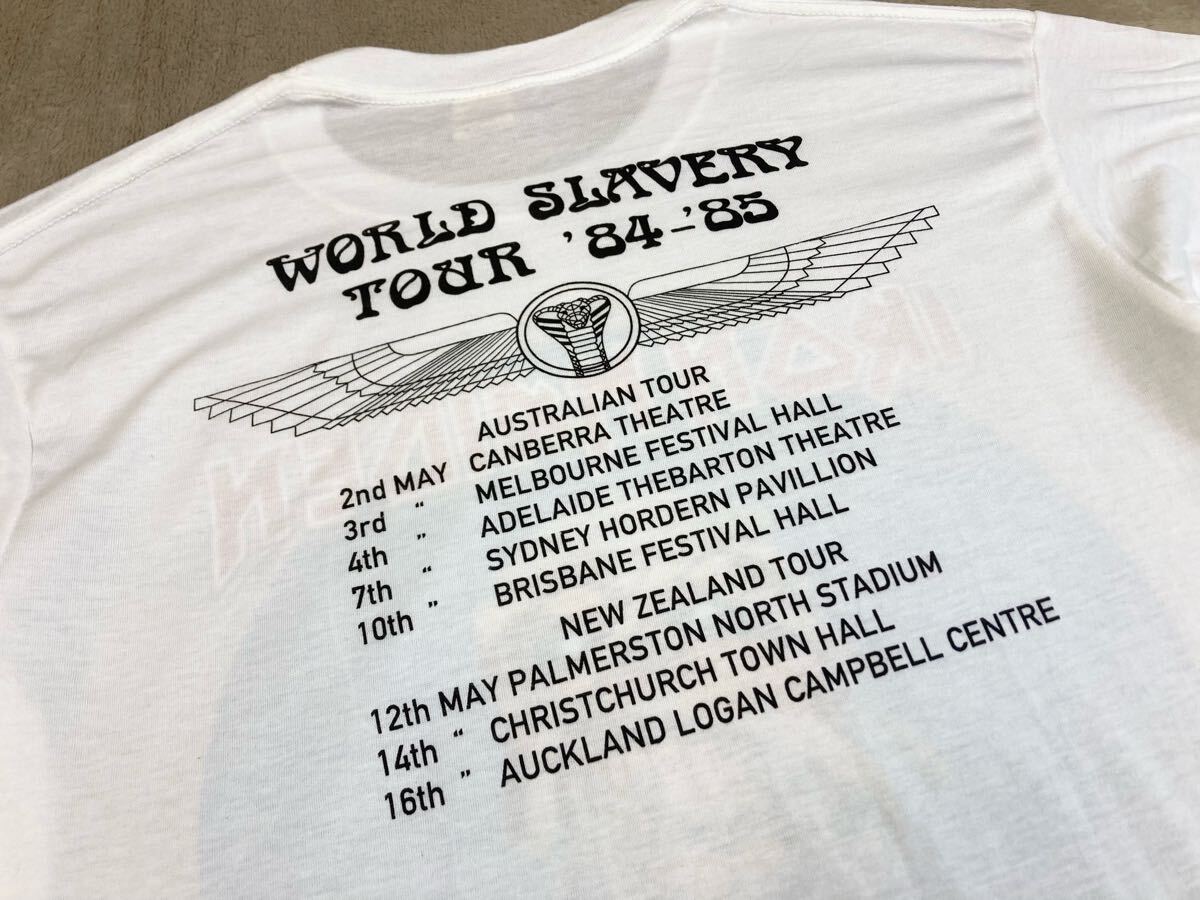 WORLD SLAVERY
TOUR '84-'85
AUSTRALIAN TOUR
2nd MAY CANBERRA THEATRE
3rd " MELBOURNE FESTIVAL HALL
4th " ADELAIDE THEBARTON THEATRE
7th " SYDNEY HORDERN PAVILLION
10th " BRISBANE FESTIVAL HALL
NEW ZEALAND TOUR
12th MAY PALMERSTON NORTH STADIUM
14th " CHRISTCHURCH TOWN HALL
16th " AUCKLAND LOGAN CAMPBELL CENTRE